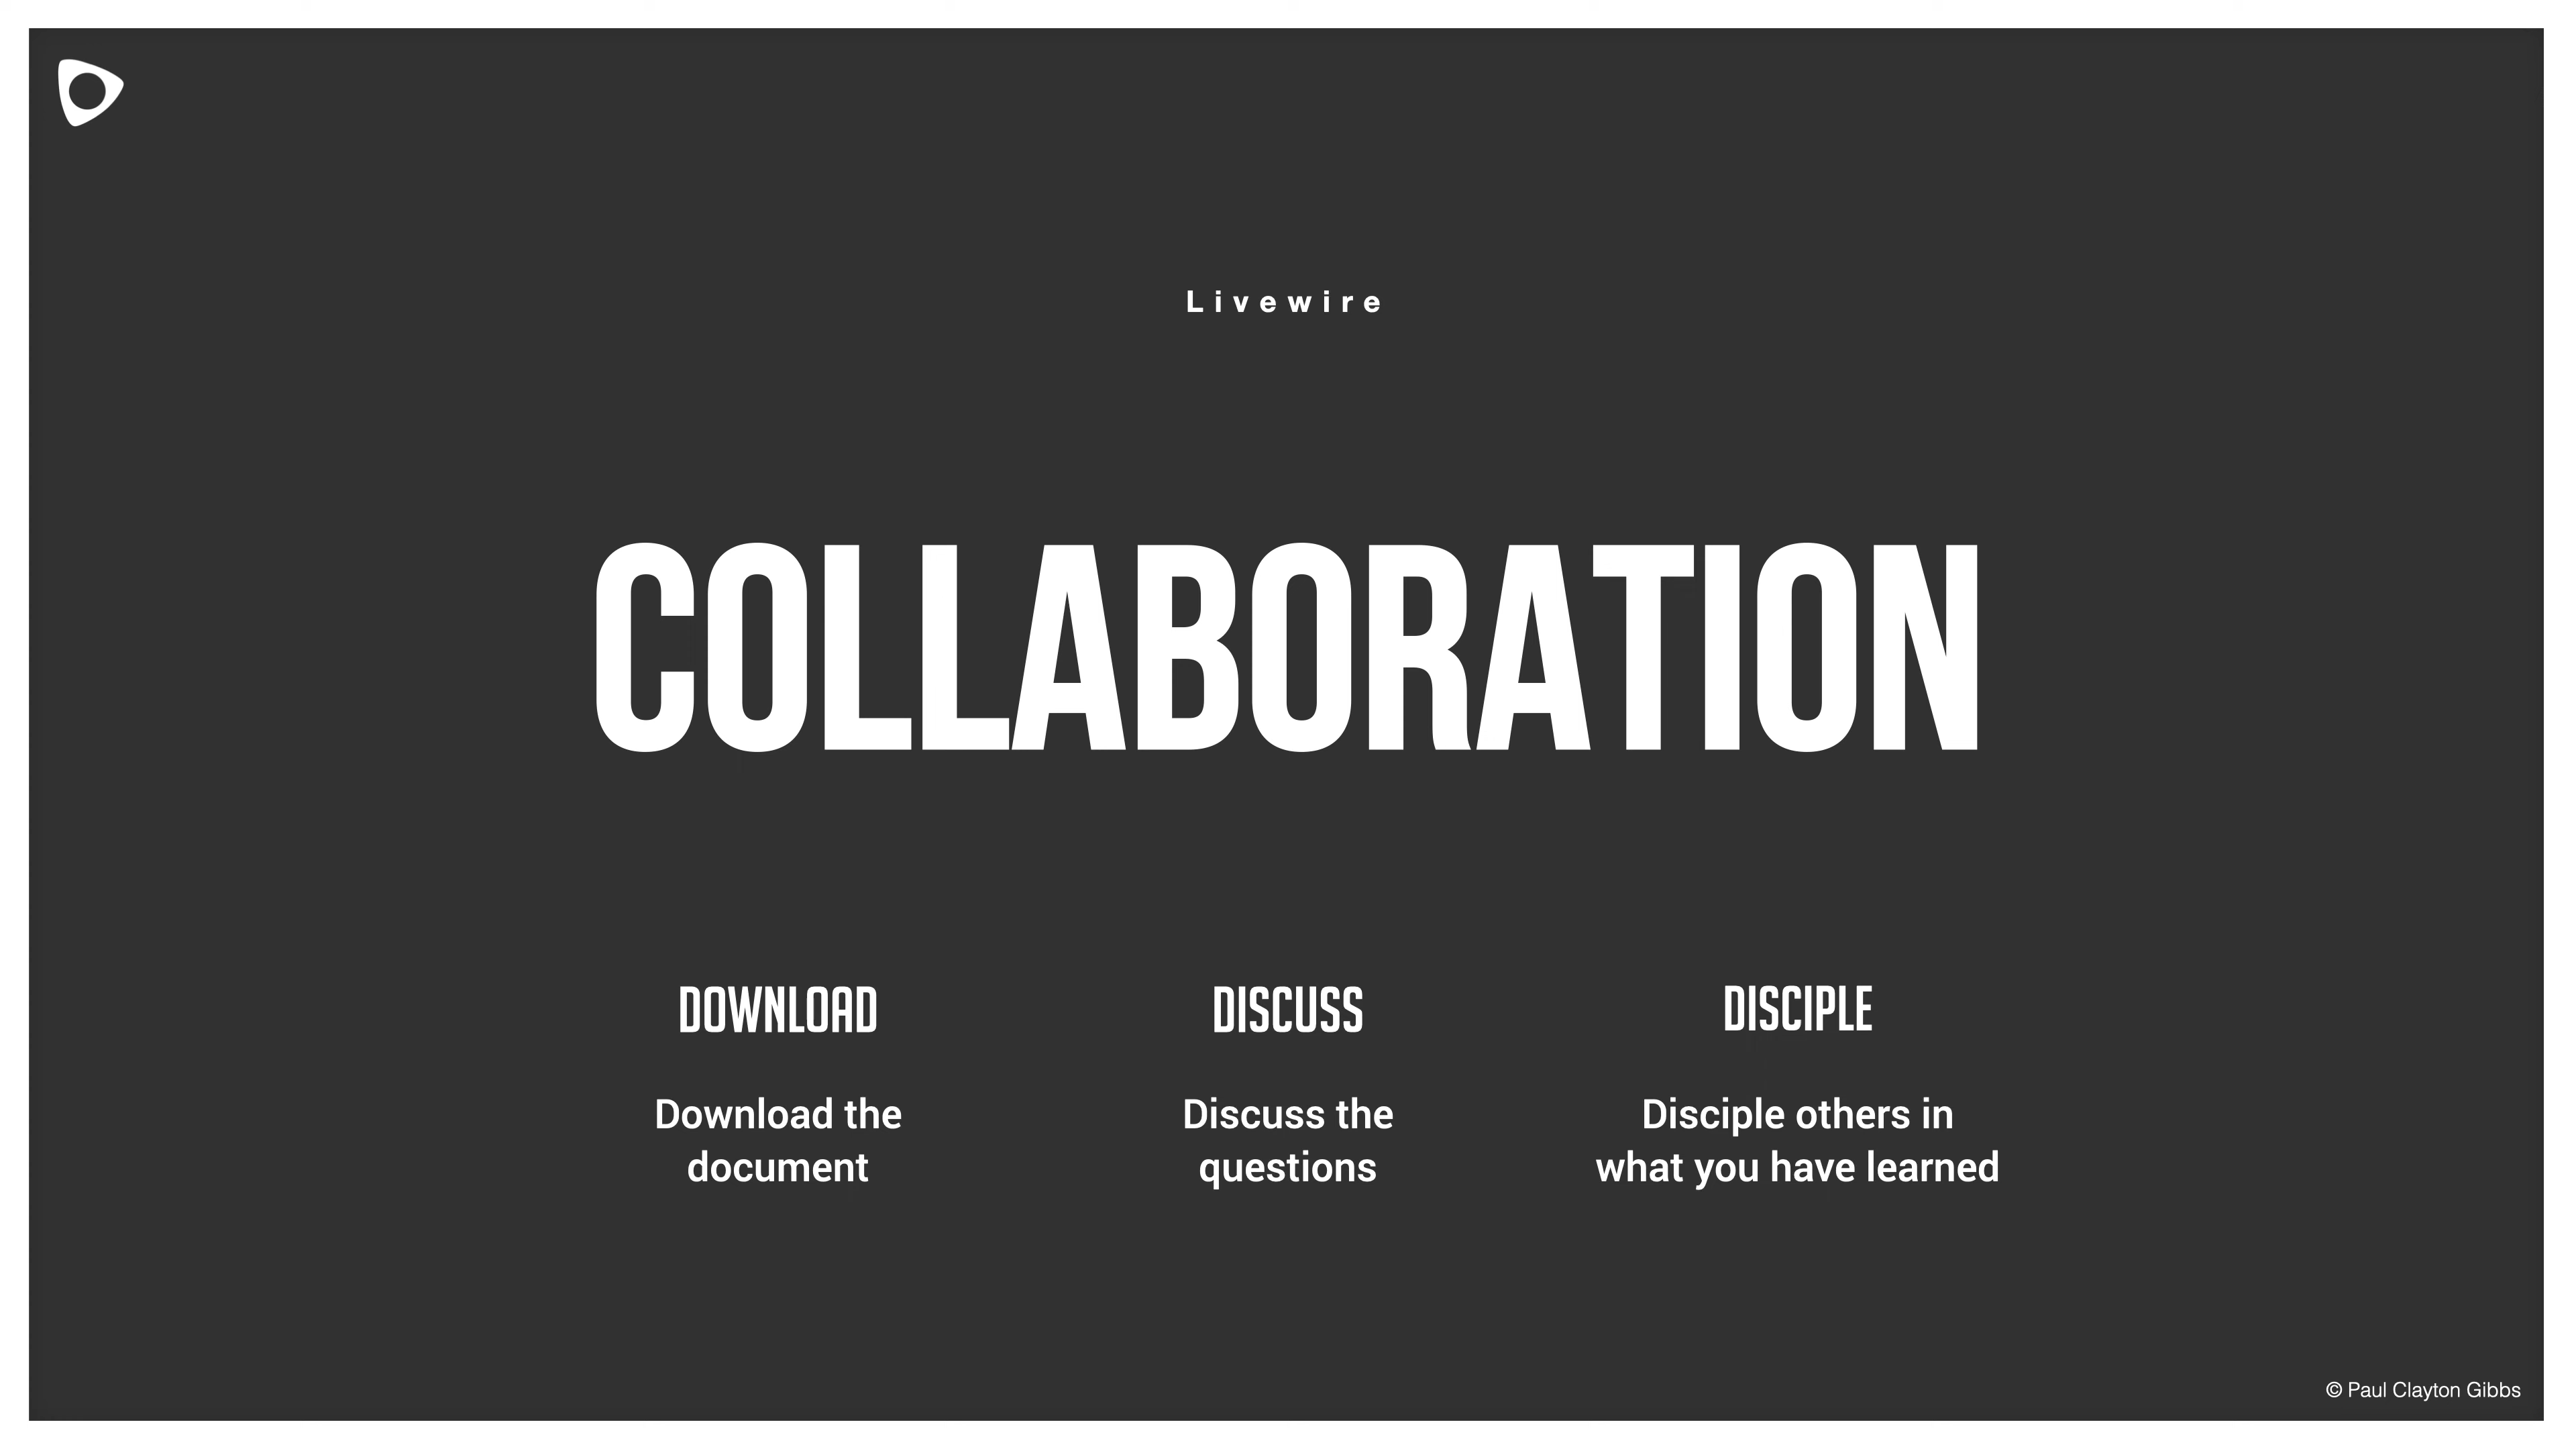 Livewire
COLLABORATION
DOWNLOAD
Download the
document
DISCUSS
Discuss the
questions
DISCIPLE
Disciple others in
what you have learned
© Paul Clayton Gibbs